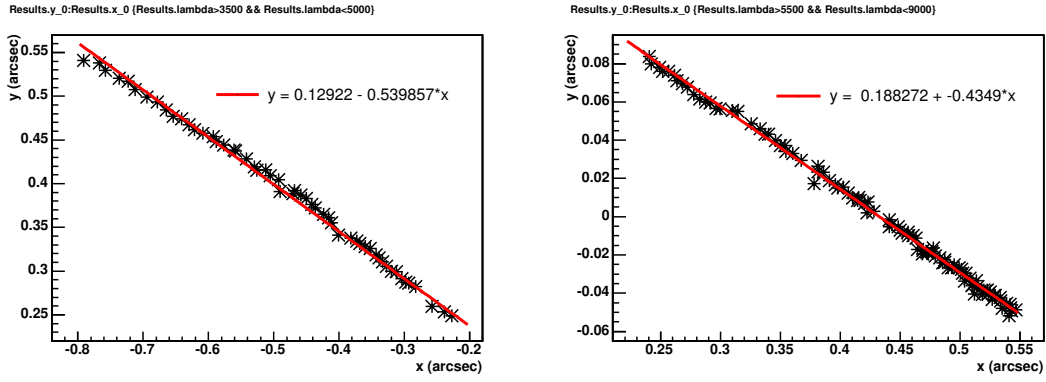 Results.y_0:Results.x_0 {Results.lambda>3500 && Results.lambda<5000}
y (arcsec)
0.55
0.5
0.45
0.4
0.35
0.3
0.25
y = 0.12922 - 0.539857*x
-0.8 -0.7 -0.6 -0.5 -0.4 -0.3 -0.2
x (arcsec)
Results.y_0:Results.x_0 {Results.lambda>5500 && Results.lambda<9000}
y (arcsec)
0.08
0.06
0.04
0.02
0
-0.02
-0.04
-0.06
y = 0.188272 + -0.4349*x
0.25 0.3 0.35 0.4 0.45 0.5 0.55
x (arcsec)